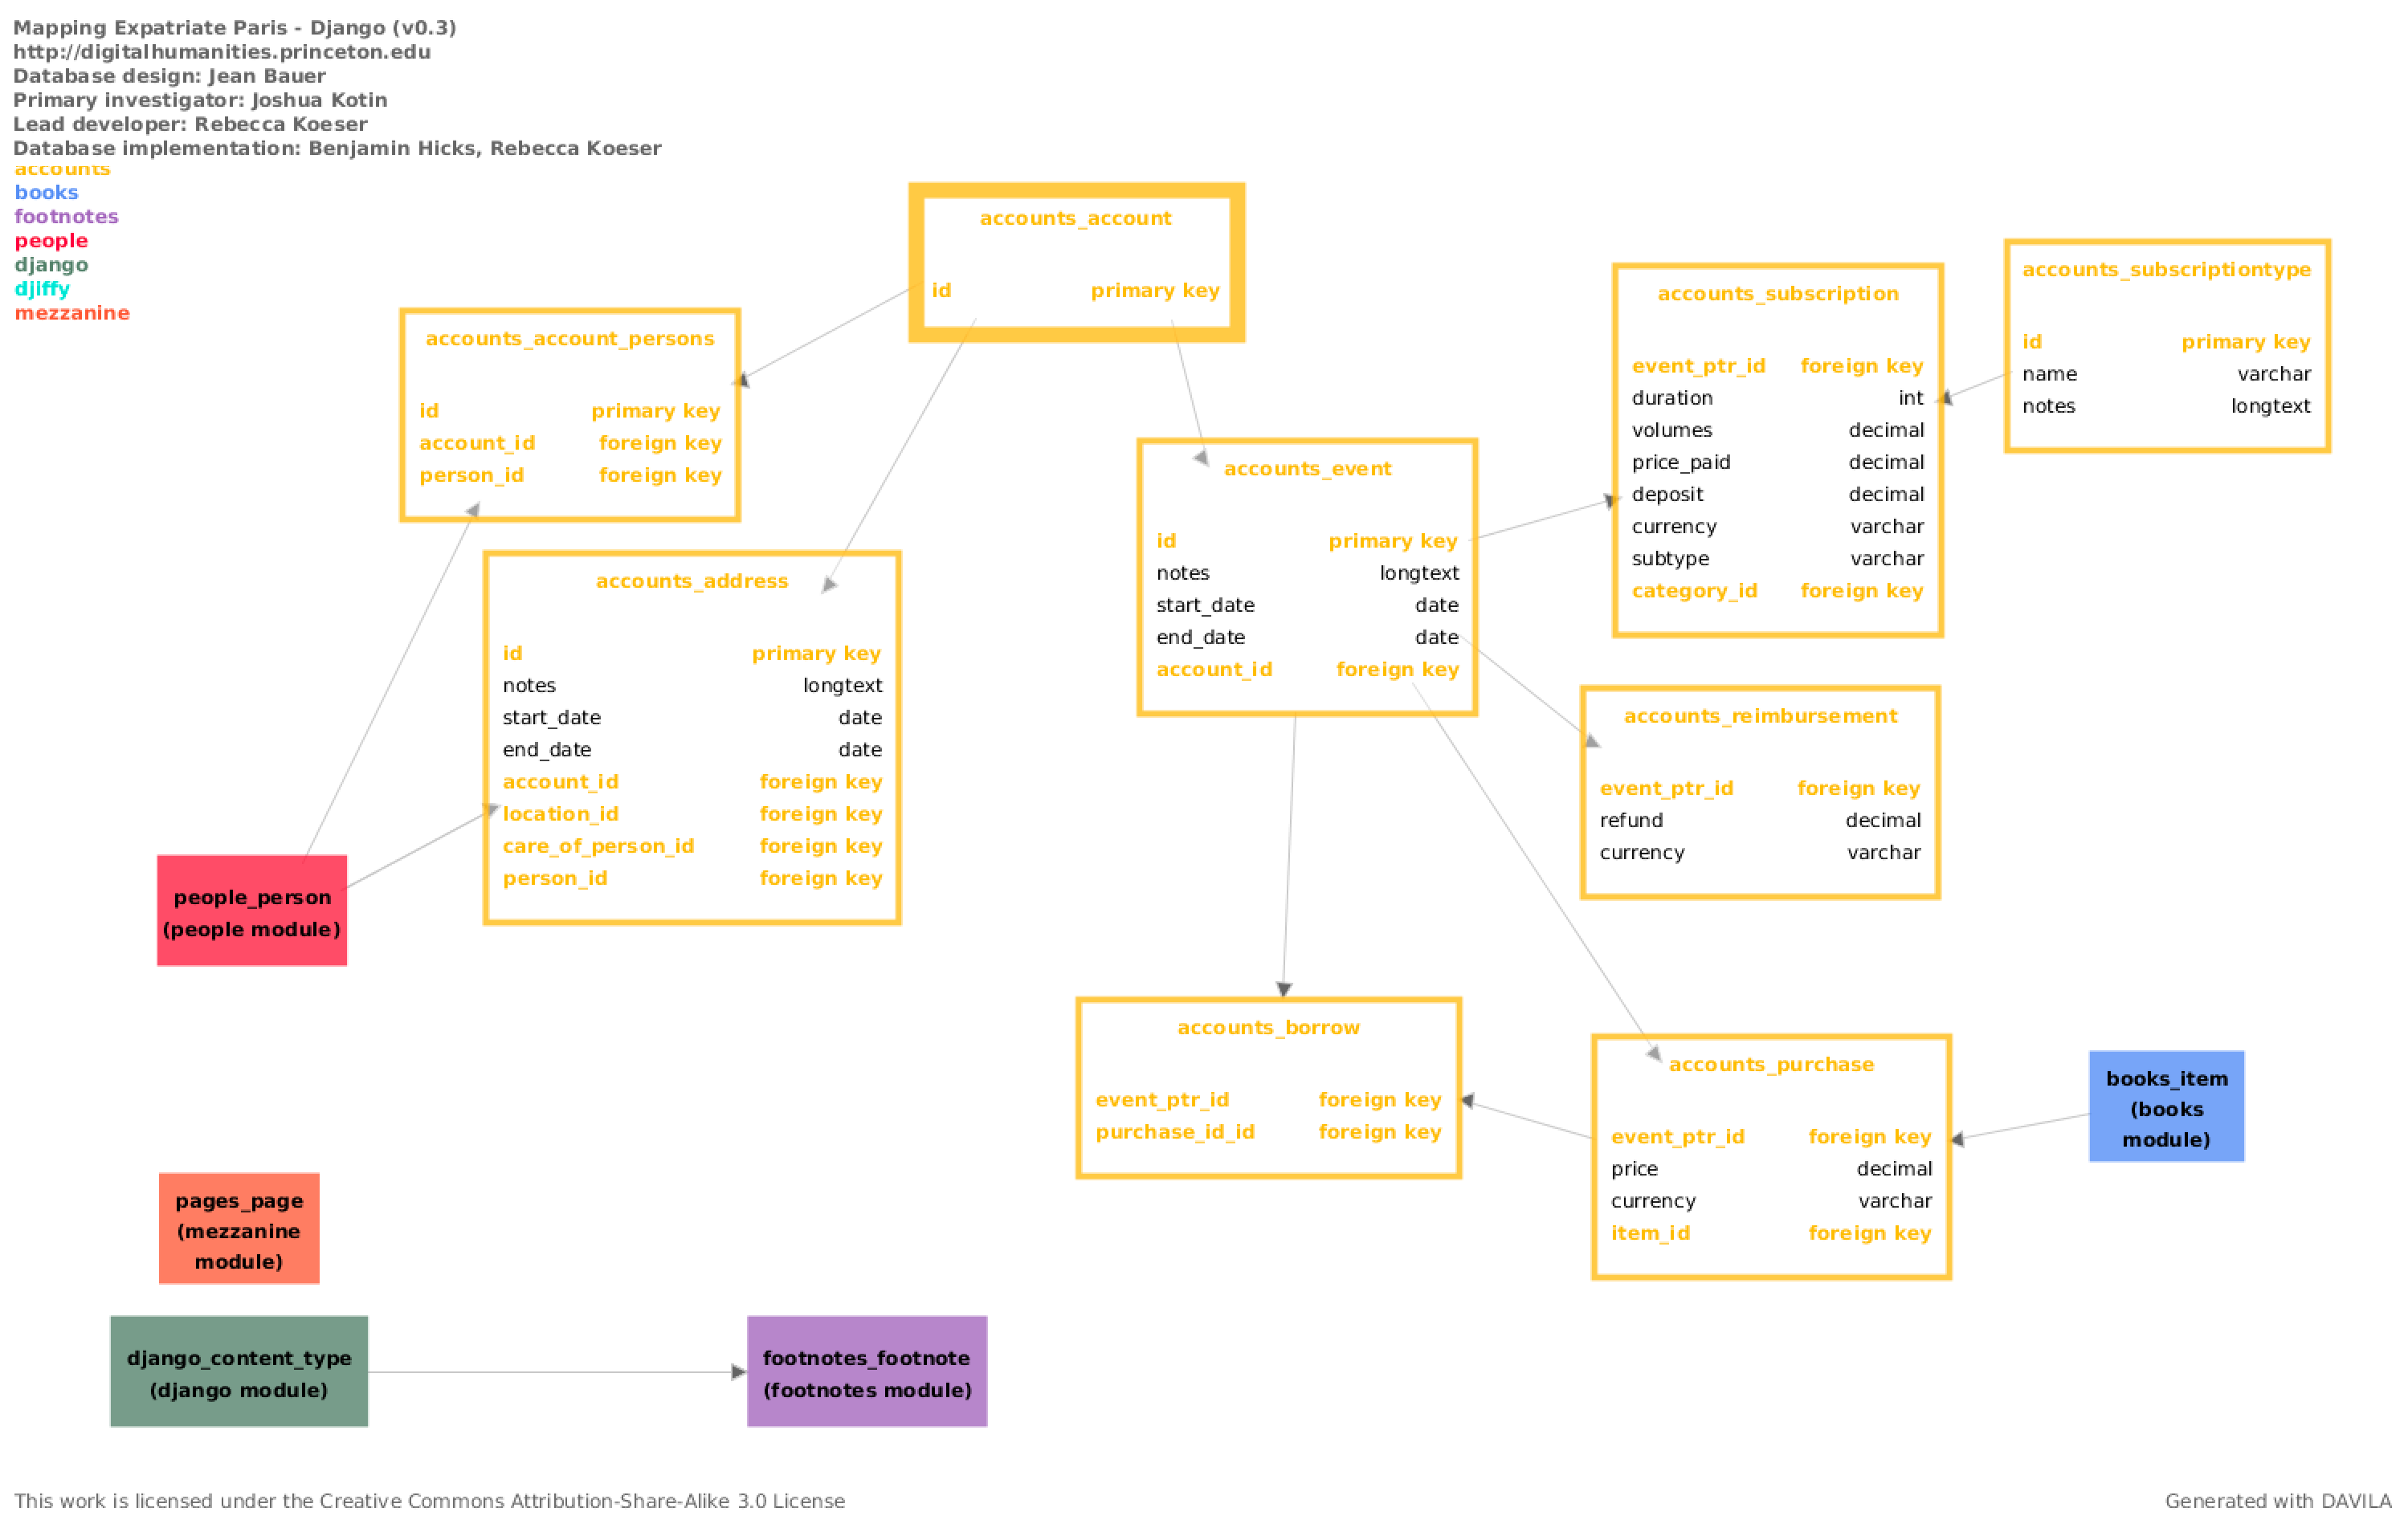 Mapping Expatriate Paris - Django (v0.3)
http://digitalhumanities.princeton.edu
Database design: Jean Bauer
Primary investigator: Joshua Kotin
Lead developer: Rebecca Koeser
Database implementation: Benjamin Hicks, Rebecca Koeser
accounts
books
footnotes
people
django
djiffy
mezzanine
accounts_account
id primary key
accounts_account_persons
id primary key
account_id foreign key
person_id foreign key
accounts_address
id primary key
notes longtext
start_date date
end_date date
account_id foreign key
location_id foreign key
care_of_person_id foreign key
person_id foreign key
accounts_event
id primary key
notes longtext
start_date date
end_date date
account_id foreign key
accounts_subscription
event_ptr_id foreign key
duration int
volumes decimal
price_paid decimal
deposit decimal
currency varchar
subtype varchar
category_id foreign key
accounts_subscriptiontype
id primary key
name varchar
notes longtext
accounts_reimbursement
event_ptr_id foreign key
refund decimal
currency varchar
people_person
(people module)
accounts_borrow
event_ptr_id foreign key
purchase_id_id foreign key
accounts_purchase
event_ptr_id foreign key
price decimal
currency varchar
item_id foreign key
books_item
(books
module)
pages_page
(mezzanine
module)
django_content_type
(django module)
footnotes_footnote
(footnotes module)
This work is licensed under the Creative Commons Attribution-Share-Alike 3.0 License
Generated with DAVILA